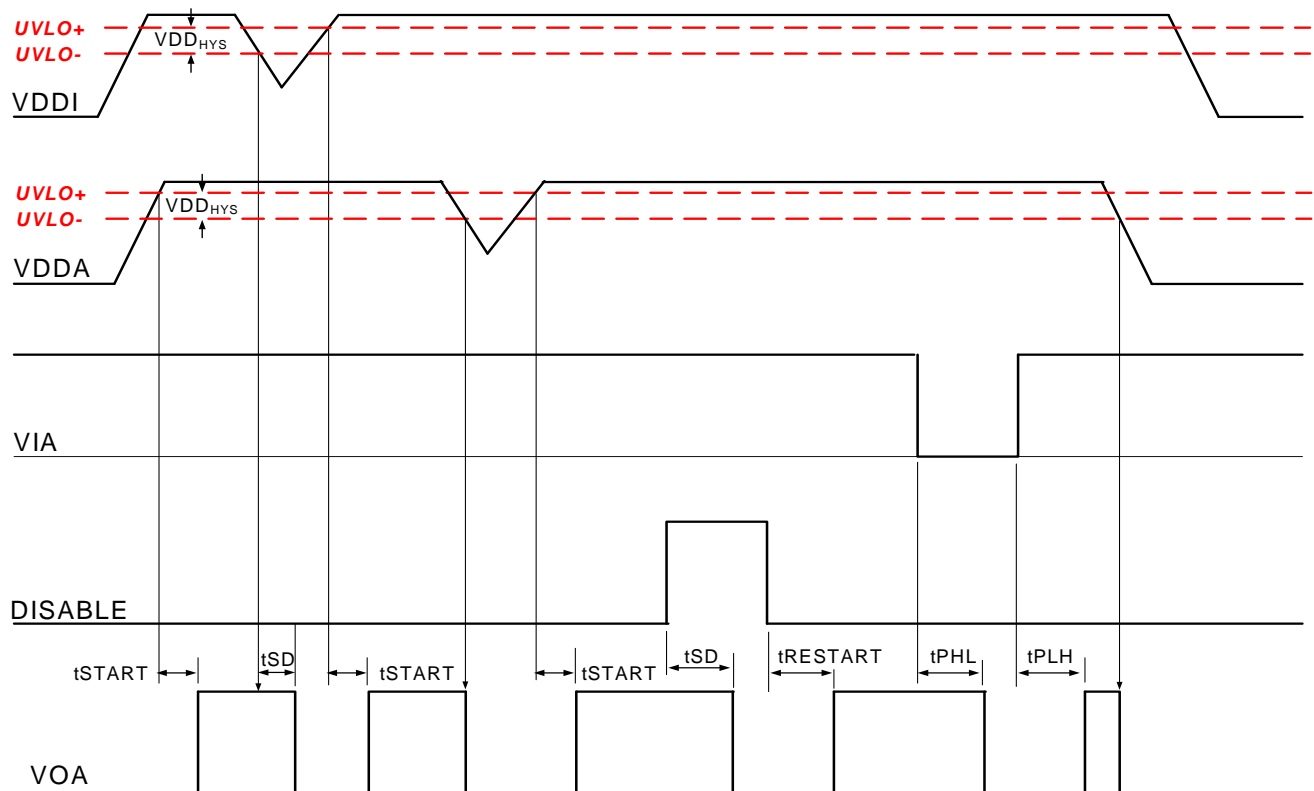 UVLO+
VDDHYS
UVLO-
VDDI
UVLO+
VDDHYS
UVLO-
VDDA
VIA
DISABLE
tSTART
tSD
tSTART
tSTART
tSD
tRESTART
tPHL
tPLH
VOA